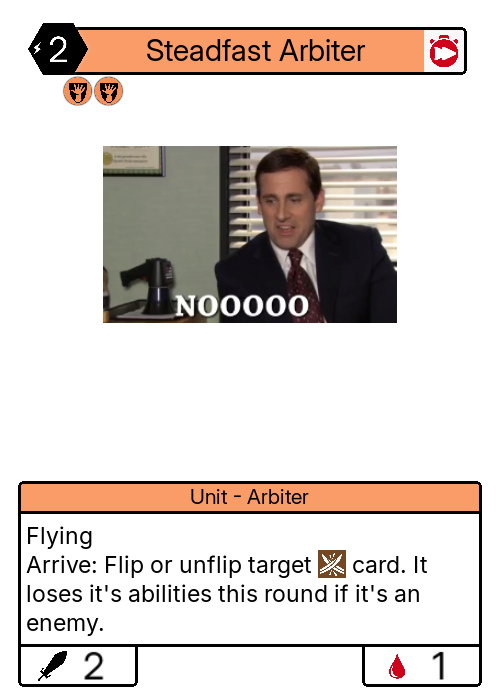 2
Steadfast Arbiter
NOOOOO
Unit - Arbiter
Flying
Arrive: Flip or unflip target card. It
loses it's abilities this round if it's an
enemy.
2
1